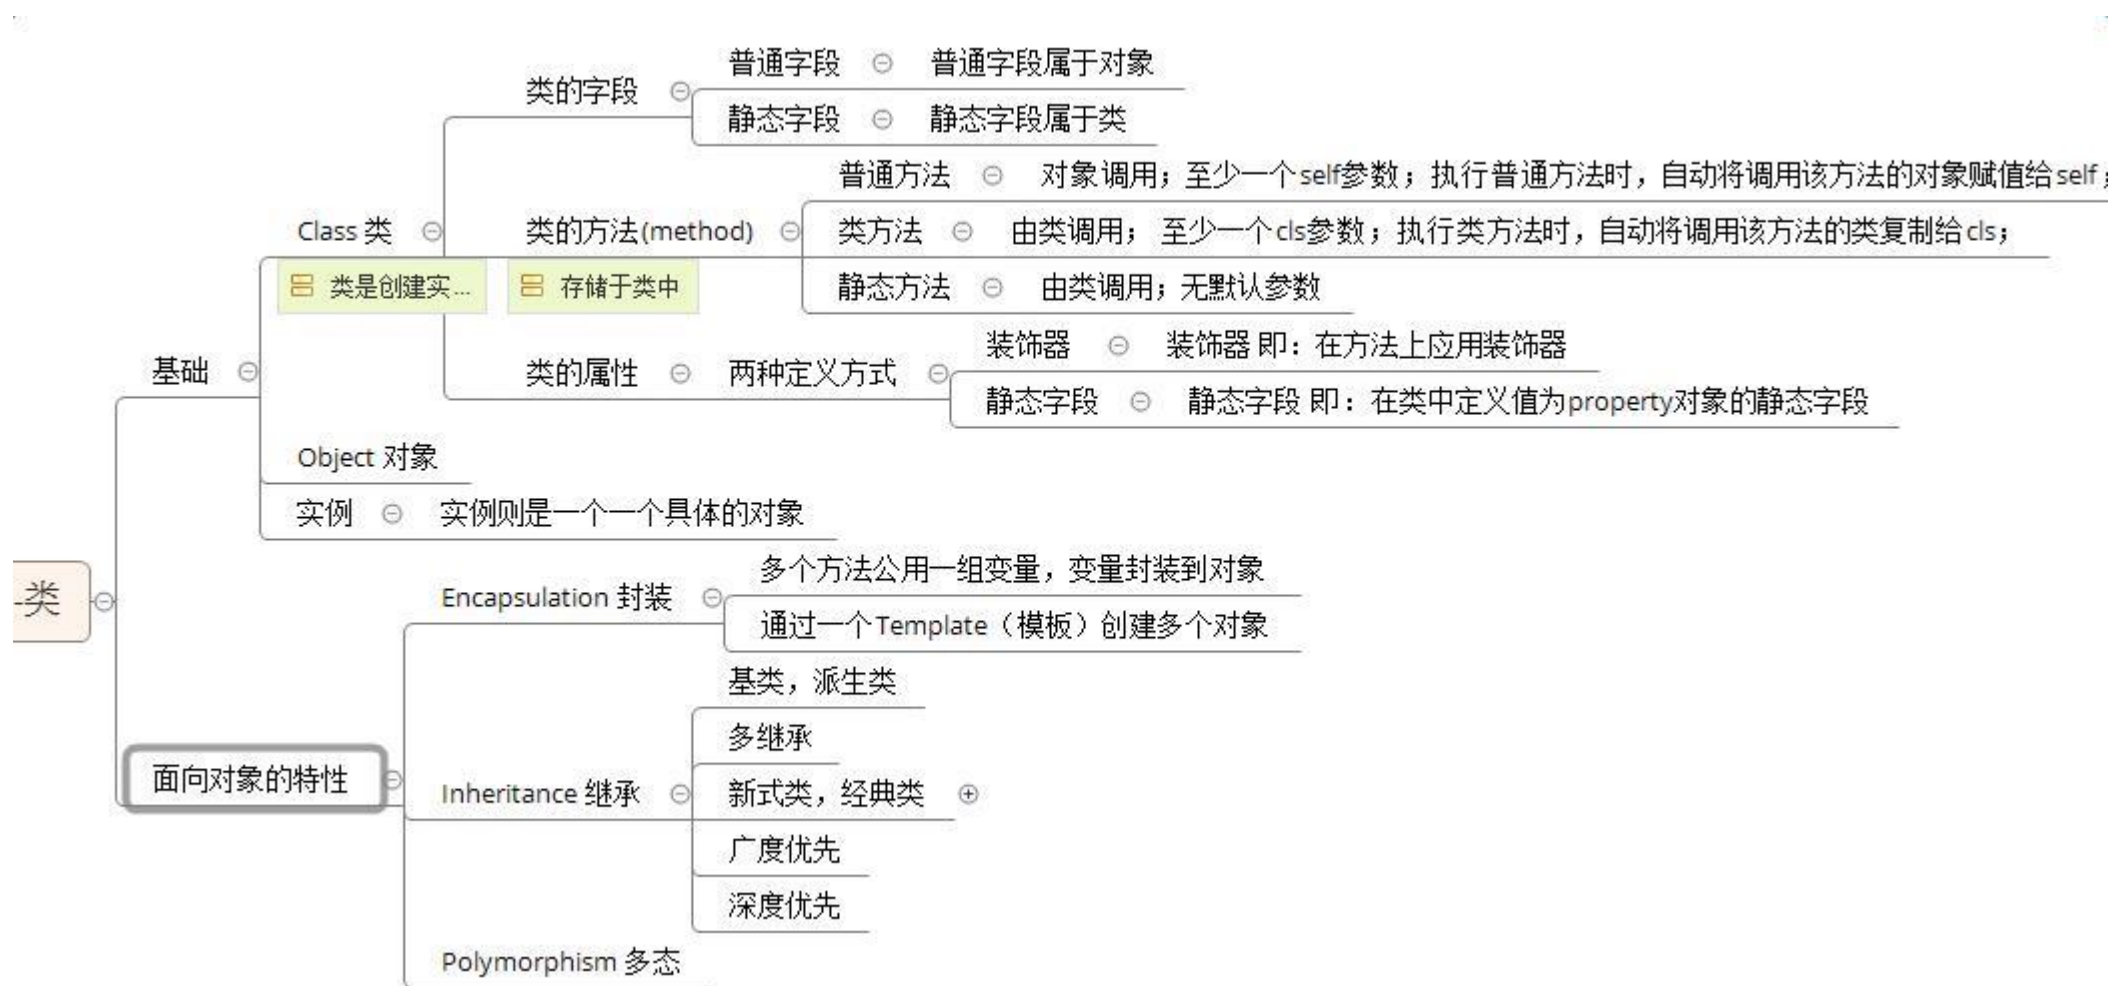 类的字段
普通字段
普通字段属于对象
静态字段
静态字段属于类
Class 类
类是创建实...
类的方法(method)
存储于类中
普通方法
对象调用；至少一个self参数；执行普通方法时，自动将调用该方法的对象赋值给self；
类方法
由类调用； 至少一个cls参数；执行类方法时，自动将调用该方法的类复制给cls；
静态方法
由类调用；无默认参数
基础
类的属性
两种定义方式
装饰器
装饰器 即：在方法上应用装饰器
静态字段
静态字段 即：在类中定义值为property对象的静态字段
Object 对象
实例
实例则是一个一个具体的对象
-类
Encapsulation 封装
多个方法公用一组变量，变量封装到对象
通过一个Template（模板）创建多个对象
面向对象的特性
Inheritance 继承
基类，派生类
多继承
新式类，经典类
广度优先
深度优先
Polymorphism 多态